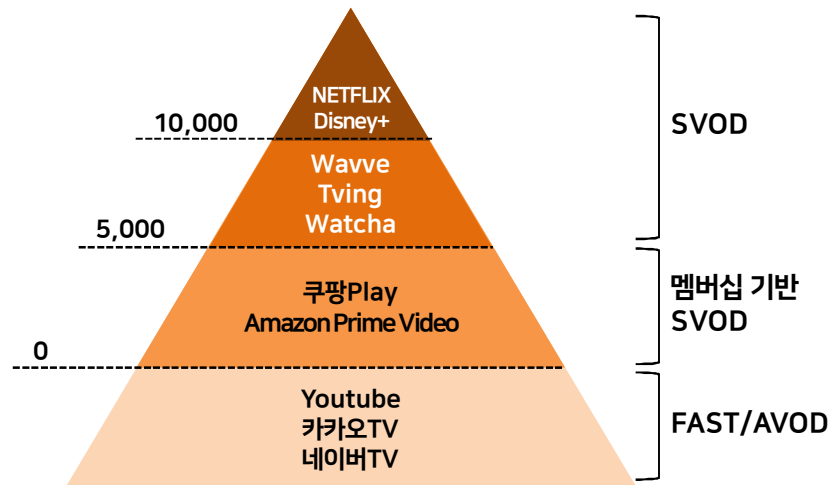 NETFLIX
Disney+
10,000
SVOD
Wavve
Tving
Watcha
5,000
쿠팡Play
Amazon Prime Video
멤버십 기반
SVOD
0
Youtube
카카오TV
네이버TV
FAST/AVOD